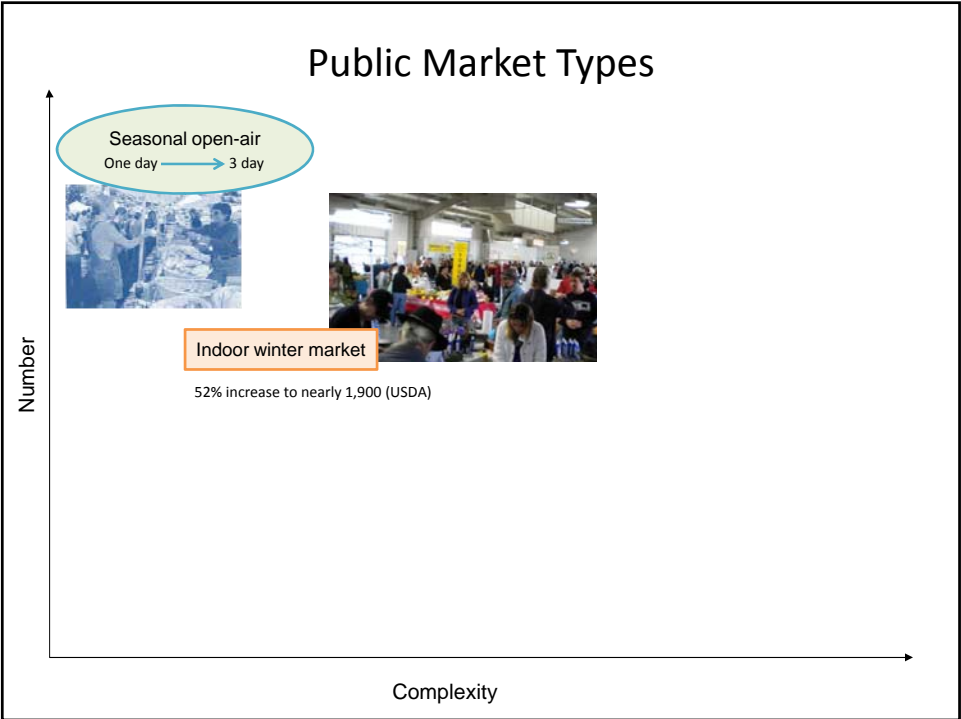 Public Market Types
Seasonal open-air
One day 3 day
Indoor winter market
52% increase to nearly 1,900 (USDA)
Number
Complexity